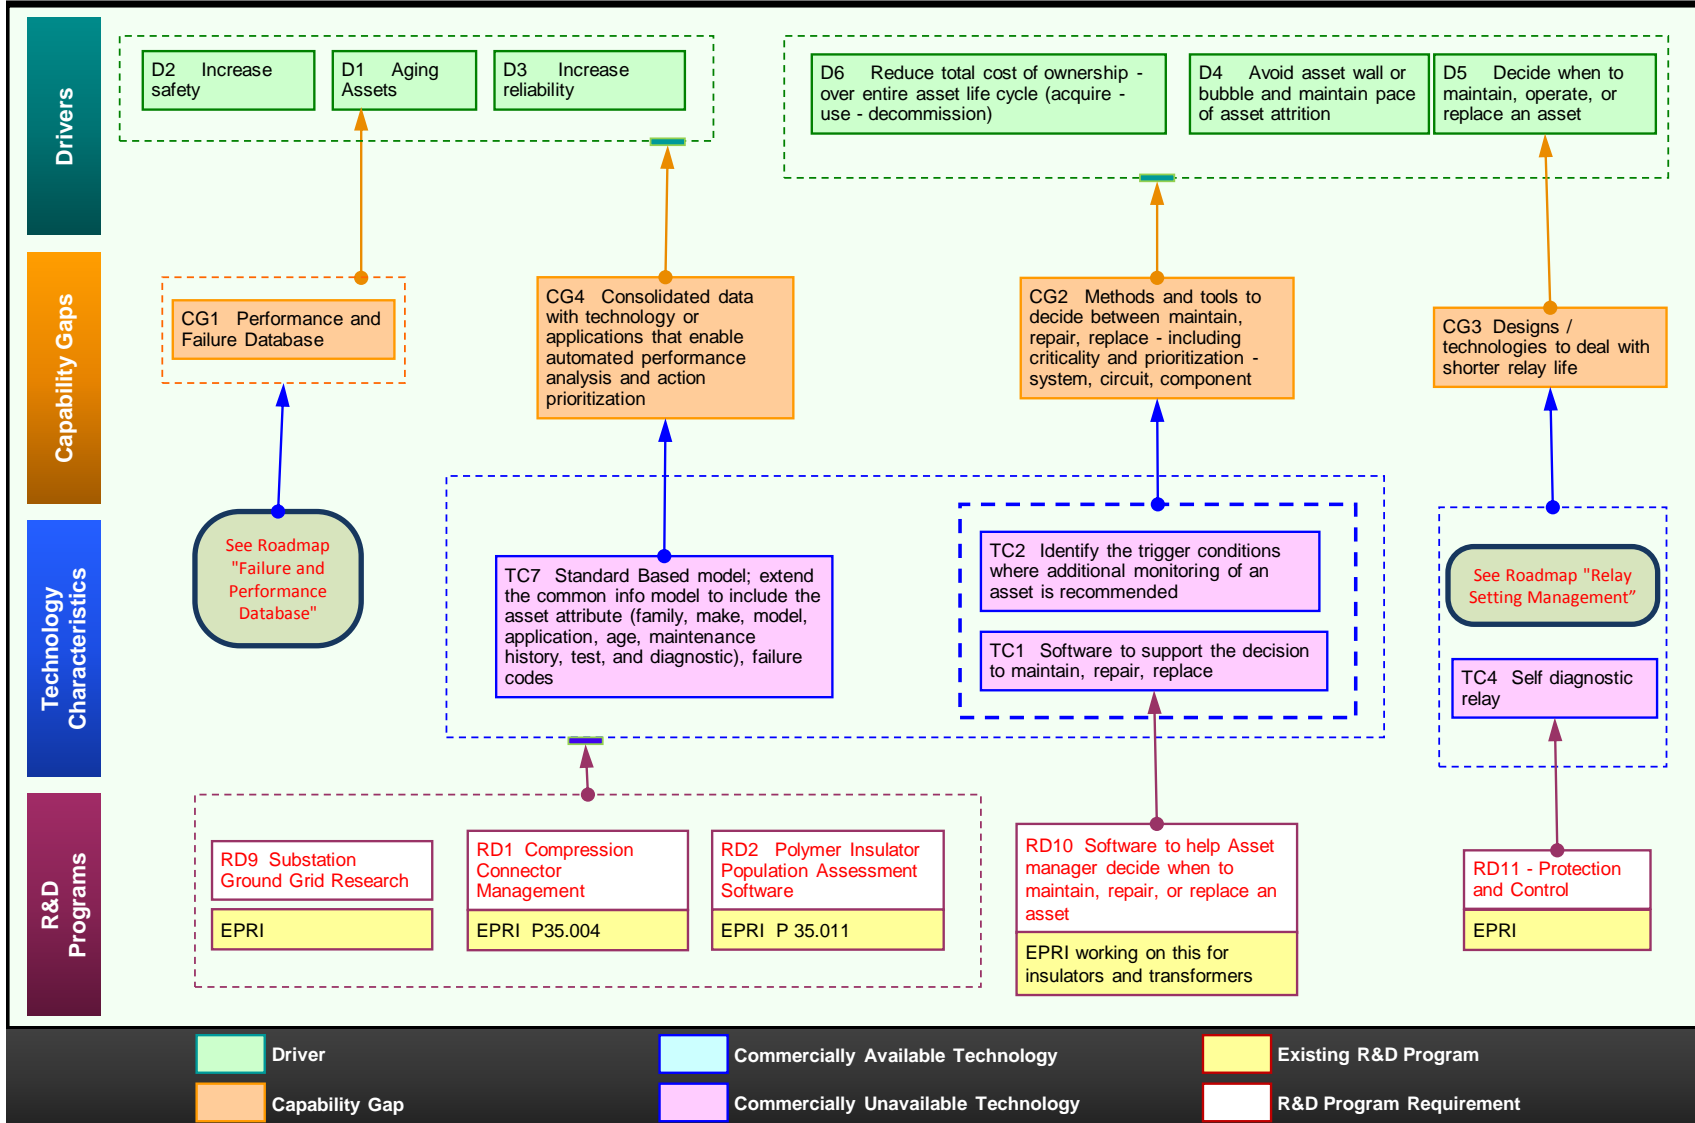 Drivers
D2 Increase
safety
D1 Aging
Assets
D3 Increase
reliability
D6 Reduce total cost of ownership -
over entire asset life cycle (acquire -
use - decommission)
D4 Avoid asset wall or
bubble and maintain pace
of asset attrition
D5 Decide when to
maintain, operate, or
replace an asset
Capability Gaps
CG1 Performance and
Failure Database
CG4 Consolidated data
with technology or
applications that enable
automated performance
analysis and action
prioritization
CG2 Methods and tools to
decide between maintain,
repair, replace - including
criticality and prioritization -
system, circuit, component
CG3 Designs /
technologies to deal with
shorter relay life
Technology
Characteristics
See Roadmap
"Failure and
Performance
Database"
TC7 Standard Based model; extend
the common info model to include the
asset attribute (family, make, model,
application, age, maintenance
history, test, and diagnostic), failure
codes
TC2 Identify the trigger conditions
where additional monitoring of an
asset is recommended
TC1 Software to support the decision
to maintain, repair, replace
See Roadmap "Relay
Setting Management”
TC4 Self diagnostic
relay
R&D
Programs
RD9 Substation
Ground Grid Research
EPRI
RD1 Compression
Connector
Management
EPRI P35.004
RD2 Polymer Insulator
Population Assessment
Software
EPRI P 35.011
RD10 Software to help Asset
manager decide when to
maintain, repair, or replace an
asset
EPRI working on this for
insulators and transformers
RD11 - Protection
and Control
EPRI
Driver
Commercially Available Technology
Existing R&D Program
Capability Gap
Commercially Unavailable Technology
R&D Program Requirement